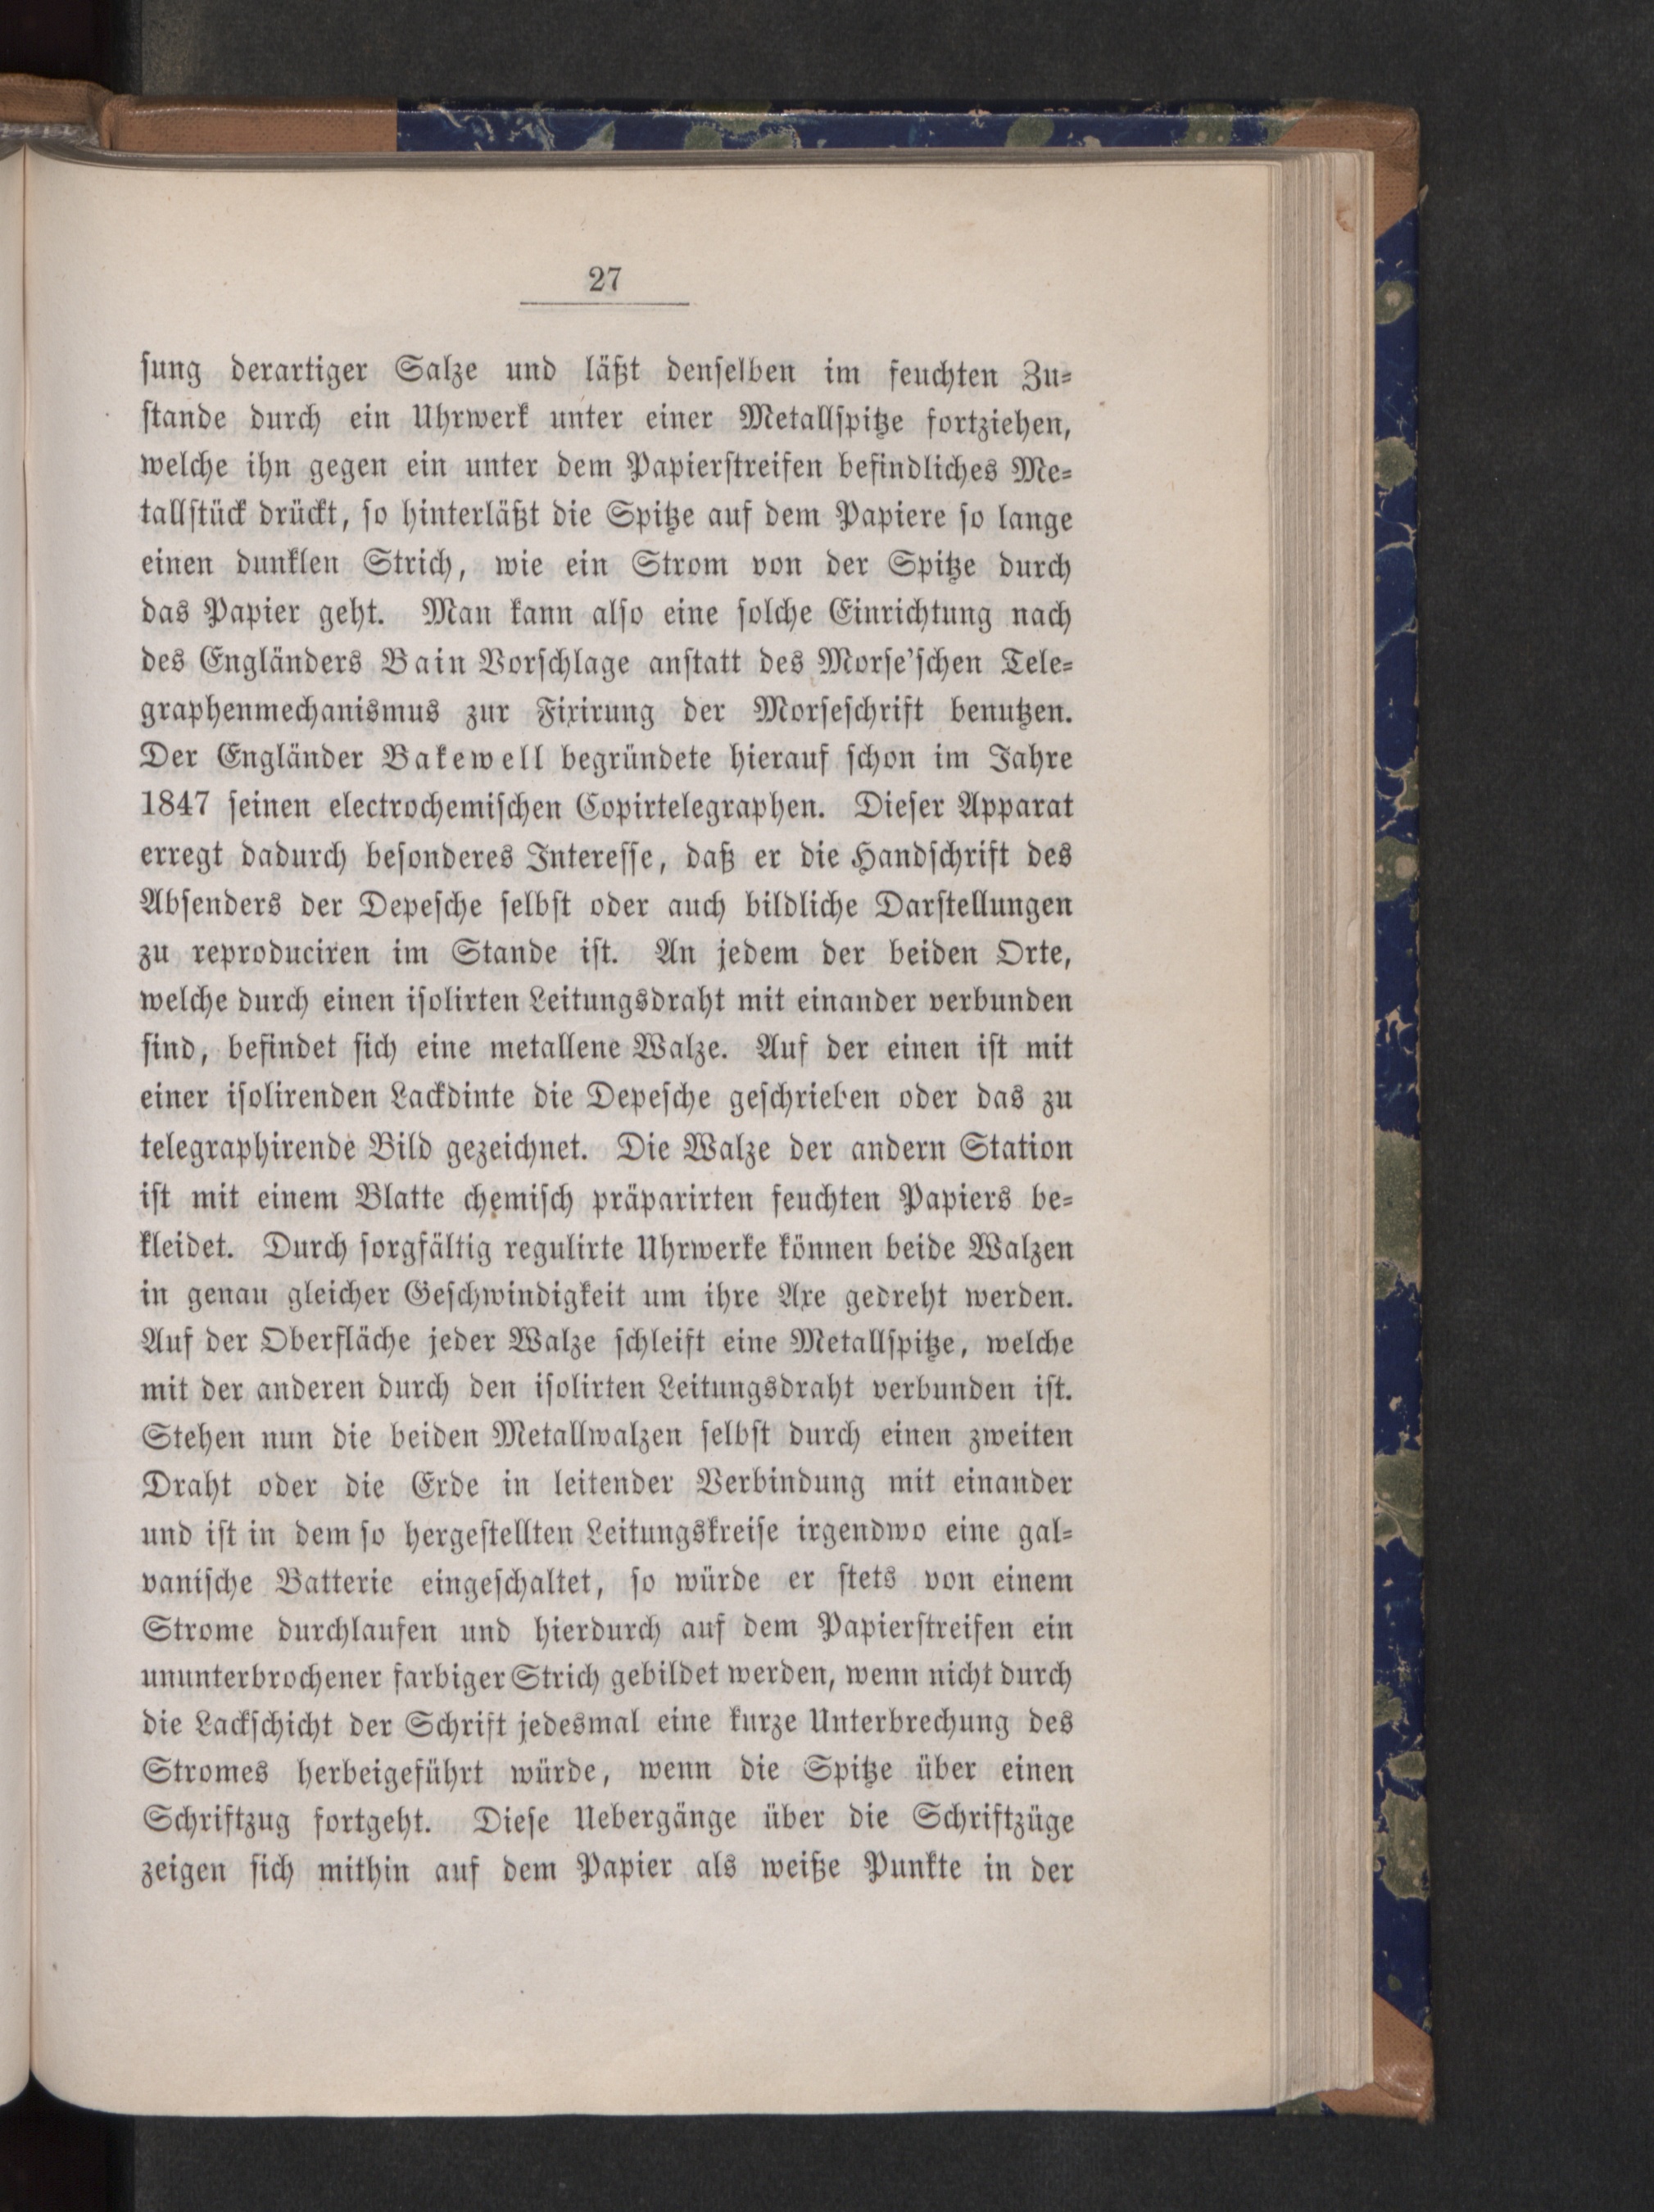 27
sung derartiger Salze und läßt denselben im feuchten Zu-
stande durch ein Uhrwerk unter einer Metallspitze fortziehen,
welche ihn gegen ein unter dem Papierstreifen befindliches Me-
tallstück drückt, so hinterläßt die Spitze auf dem Papiere so lange
einen dunklen Strich, wie ein Strom von der Spitze durch
das Papier geht. Man kann also eine solche Einrichtung nach
des Engländers Bain Vorschlage anstatt des Morse'schen Tele-
graphenmechanismus zur Fixirung der Morseschrift benutzen.
Der Engländer Bakewell begründete hierauf schon im Jahre
1847 seinen electrochemischen Copirtelegraphen. Dieser Apparat
erregt dadurch besonderes Interesse, daß er die Handschrift des
Absenders der Depesche selbst oder auch bildliche Darstellungen
zu reproduciren im Stande ist. An jedem der beiden Orte,
welche durch einen isolirten Leitungsdraht mit einander verbunden
sind, befindet sich eine metallene Walze. Auf der einen ist mit
einer isolirenden Lackdinte die Depesche geschrieben oder das zu
telegraphirende Bild gezeichnet. Die Walze der andern Station
ist mit einem Blatte chemisch präparirten feuchten Papiers be-
kleidet. Durch sorgfältig regulirte Uhrwerke können beide Walzen
in genau gleicher Geschwindigkeit um ihre Axe gedreht werden.
Auf der Oberfläche jeder Walze schleift eine Metallspitze, welche
mit der anderen durch den isolirten Leitungsdraht verbunden ist.
Stehen nun die beiden Metallwalzen selbst durch einen zweiten
Draht oder die Erde in leitender Verbindung mit einander
und ist in dem so hergestellten Leitungskreise irgendwo eine gal-
vanische Batterie eingeschaltet, so würde er stets von einem
Strome durchlaufen und hierdurch auf dem Papierstreifen ein
ununterbrochener farbiger Strich gebildet werden, wenn nicht durch
die Lackschicht der Schrift jedesmal eine kurze Unterbrechung des
Stromes herbeigeführt würde, wenn die Spitze über einen
Schriftzug fortgeht. Diese Uebergänge über die Schriftzüge
zeigen sich mithin auf dem Papier als weiße Punkte in der